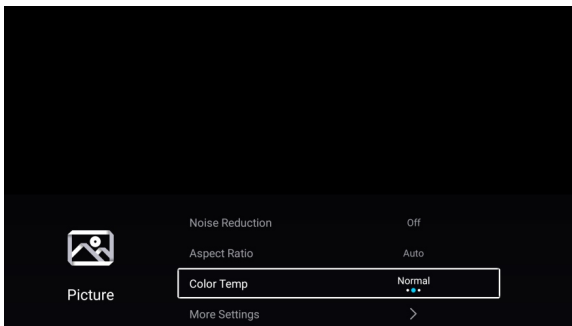 Noise Reduction Off
Aspect Ratio Auto
Color Temp Normal
Picture
More Settings